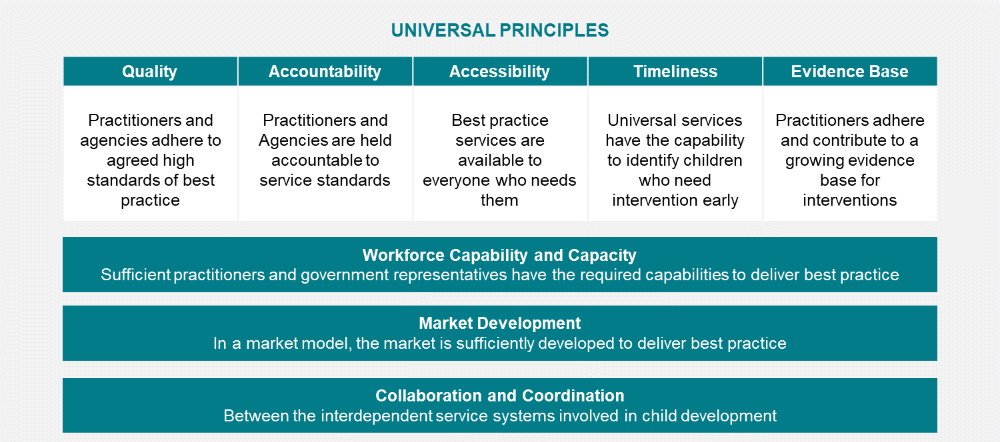 UNIVERSAL PRINCIPLES
Quality
Practitioners and
agencies adhere to
agreed high
standards of best
practice
Accountability
Practitioners and
Agencies are held
accountable to
service standards
Accessibility
Best practice
services are
available to
everyone who needs
them
Timeliness
Universal services
have the capability
to identify children
who need
intervention early
Evidence Base
Practitioners adhere
and contribute to a
growing evidence
base for
interventions
Workforce Capability and Capacity
Sufficient practitioners and government representatives have the required capabilities to deliver best practice
Market Development
In a market model, the market is sufficiently developed to deliver best practice
Collaboration and Coordination
Between the interdependent service systems involved in child development